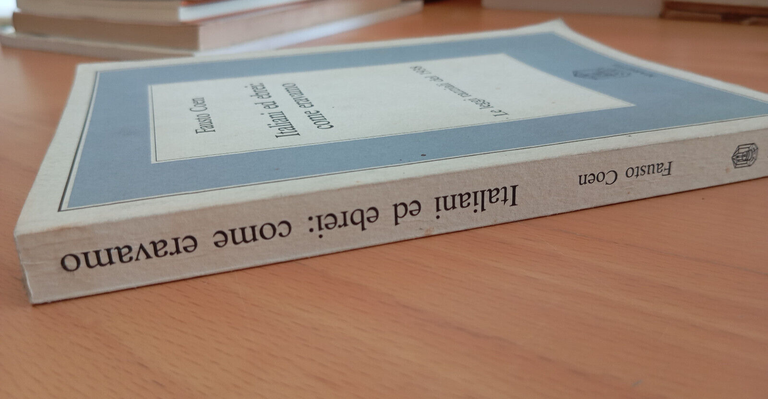 Fausto Coen
Italiani ed ebrei:
come eravamo
Le leggi razziali del 1938
Fausto Coen
Italiani ed ebrei: come eravamo